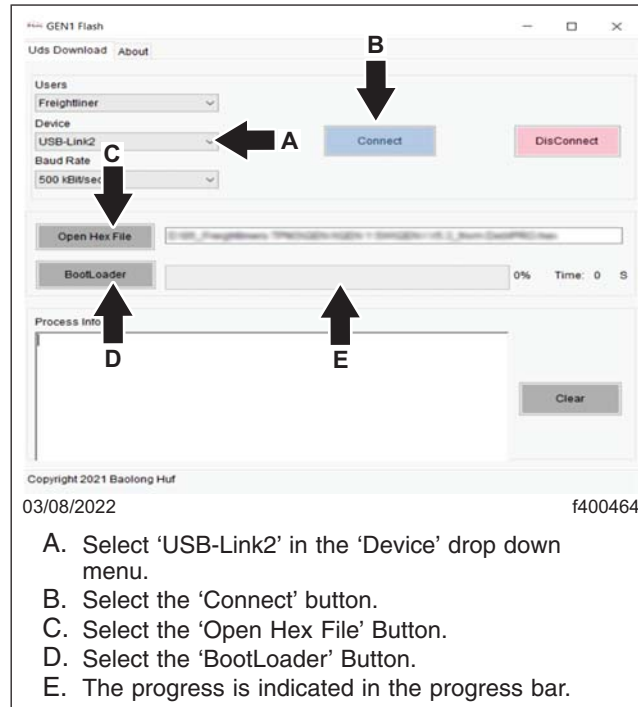 GEN1 Flash
Uds Download About
B
Users
Freightliner
Device
USB-Link2
A
Connect
DisConnect
Baud Rate
C
500 kBit/sec
Open Hex File
BootLoader
0% Time: 0 S
Process Info
D
E
Clear
Copyright 2021 Baolong Huf
03/08/2022
f400464
A. Select ‘USB-Link2’ in the ‘Device’ drop down
menu.
B. Select the ‘Connect’ button.
C. Select the ‘Open Hex File’ Button.
D. Select the ‘BootLoader’ Button.
E. The progress is indicated in the progress bar.